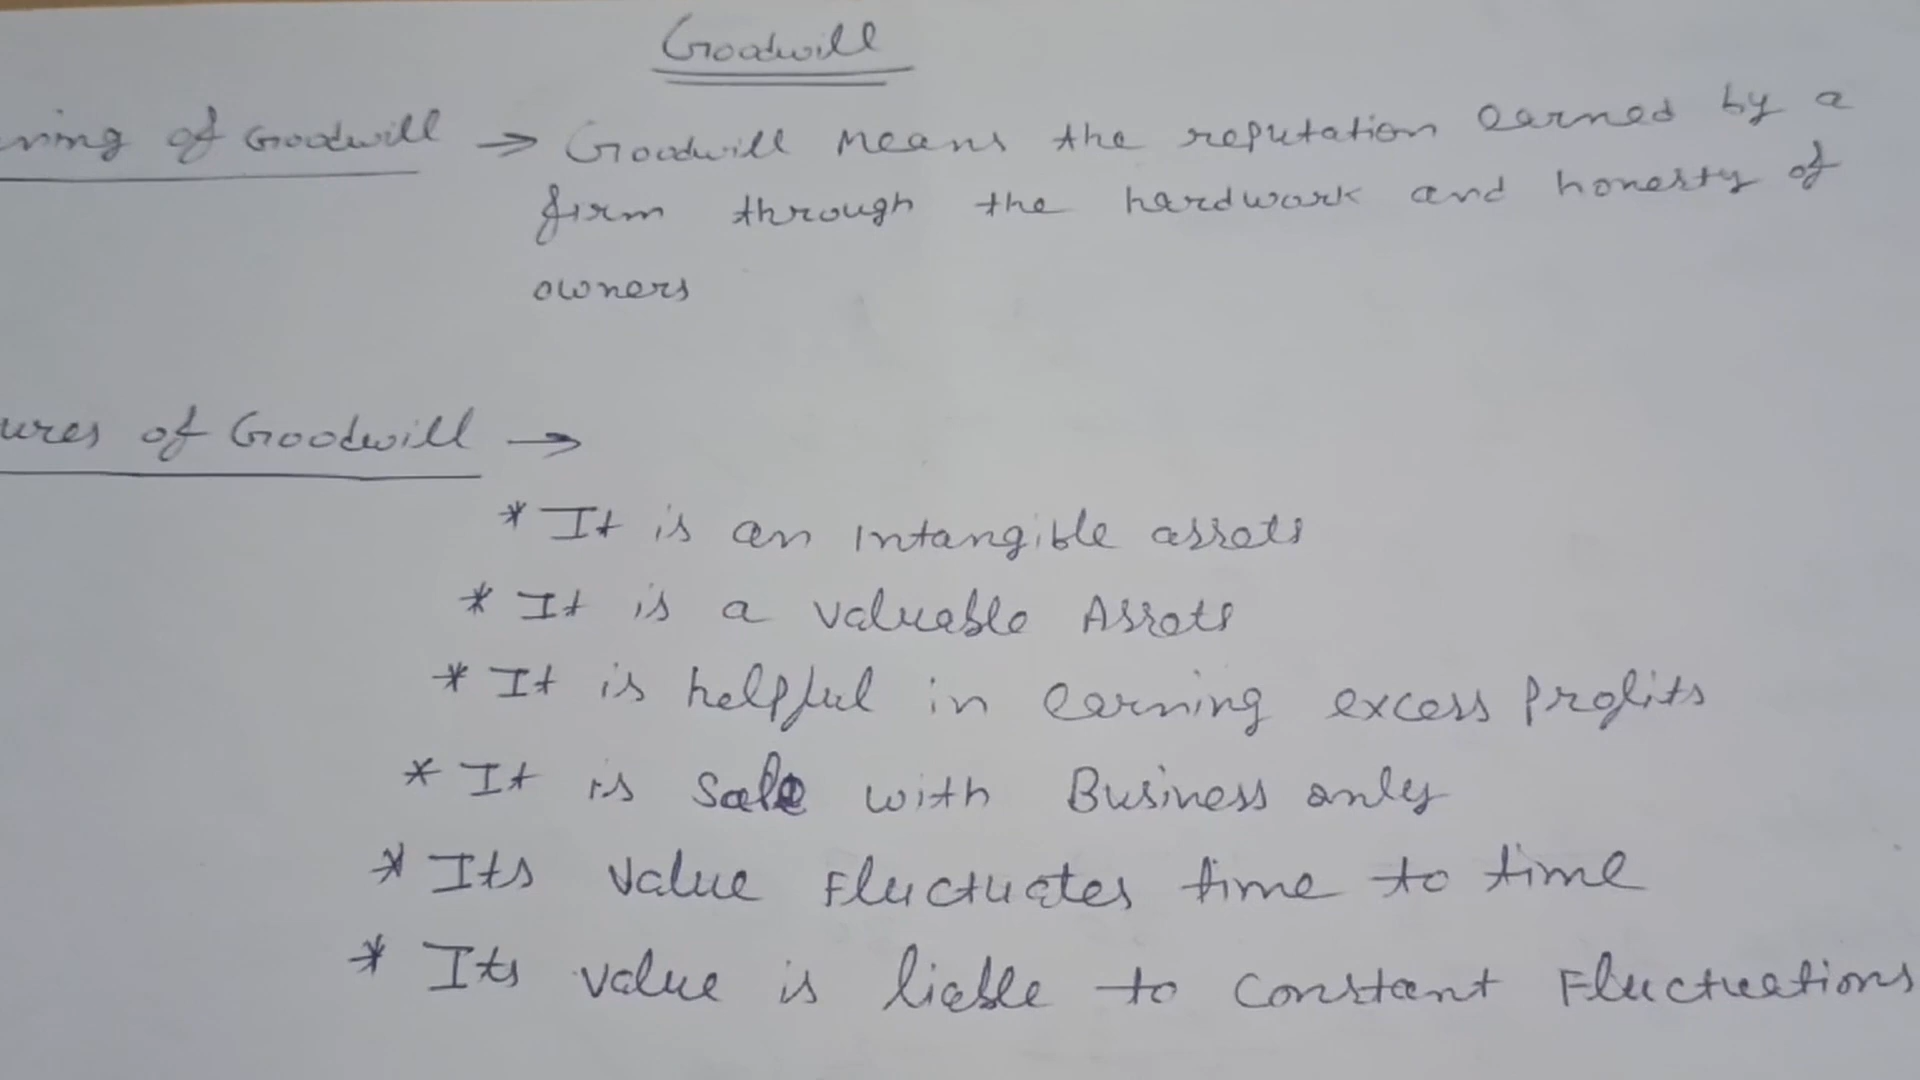 Goodwill
ning of Goodwill → Goodwill Means the reputation earned by a
firm through the hardwork and honesty of
owners
ures of Goodwill →
* It is an Intangible assets
* It is a Valuable Assets
* It is helpful in earning excess Profits
* It is Sale with Business only
* Its Value Fluctuates time to time
* Its value is liable to Constant Fluctuations